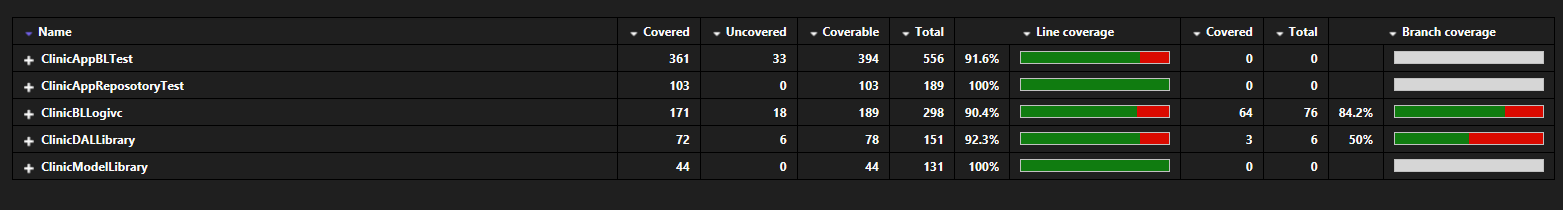 Name Covered Uncovered Coverable Total Line coverage Covered Total Branch coverage
ClinicAppBLTest 361 33 394 556 91.6% 0 0
ClinicAppReposotoryTest 103 0 103 189 100% 0 0
ClinicBLLogivc 171 18 189 298 90.4% 64 76 84.2%
ClinicDALLibrary 72 6 78 151 92.3% 3 6 50%
ClinicModelLibrary 44 0 44 131 100% 0 0